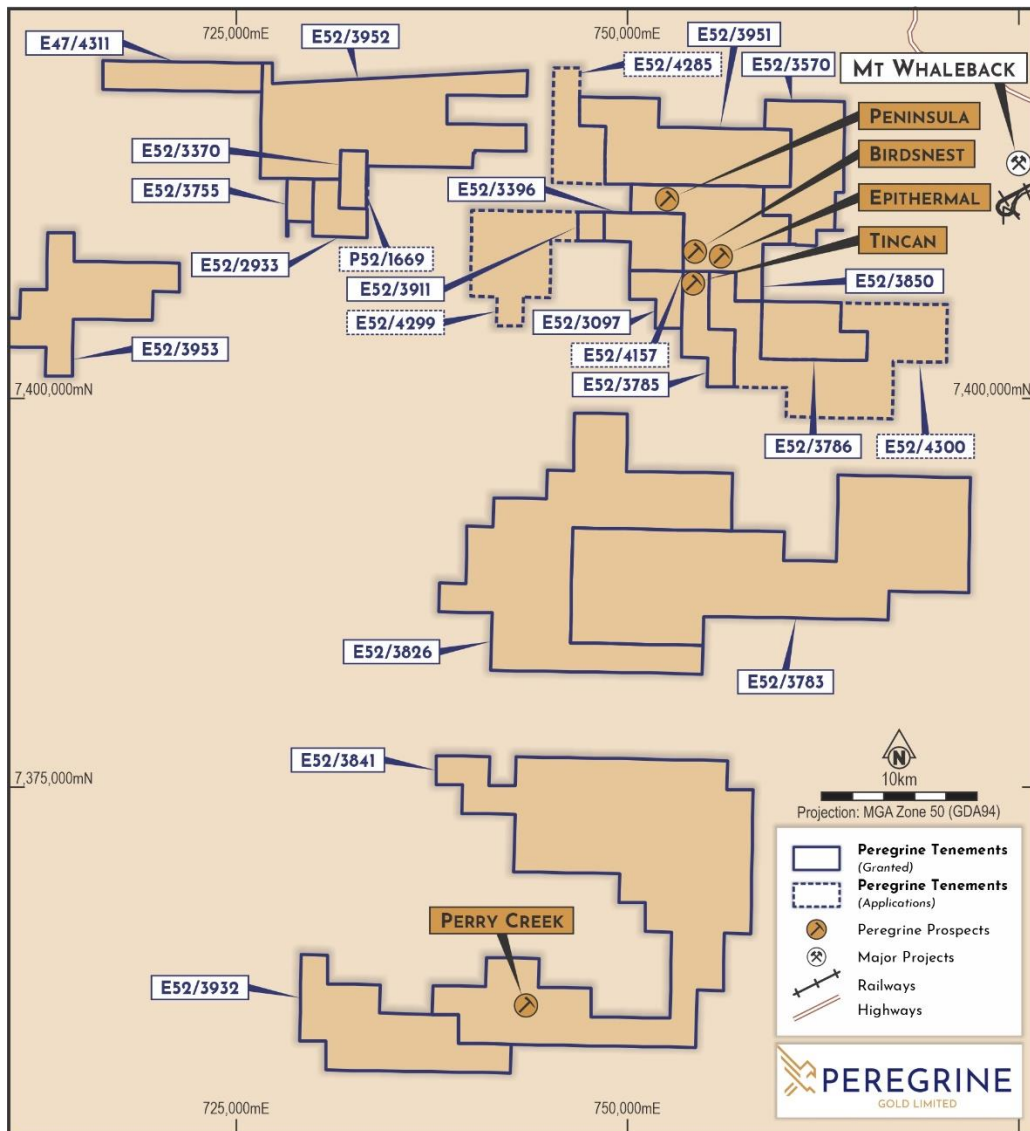 725,000mE
750,000mE
E47/4311
E52/3952
E52/3951
E52/4285
E52/3570
MT WHALEBACK
PENINSULA
E52/3370
BIRDSNEST
E52/3755
E52/3396
EPITHERMAL
TINCAN
E52/2933
P52/1669
E52/3911
E52/3850
E52/4299
E52/3097
E52/3953
E52/4157
E52/3785
7,400,000mN
7,400,000mN
E52/3786
E52/4300
E52/3826
E52/3783
E52/3841
7,375,000mN
N
10km
Projection: MGA Zone 50 (GDA94)
Peregrine Tenements
(Granted)
Peregrine Tenements
(Applications)
Peregrine Prospects
Major Projects
Railways
Highways
PERRY CREEK
E52/3932
PEREGRINE
GOLD LIMITED
725,000mE
750,000mE